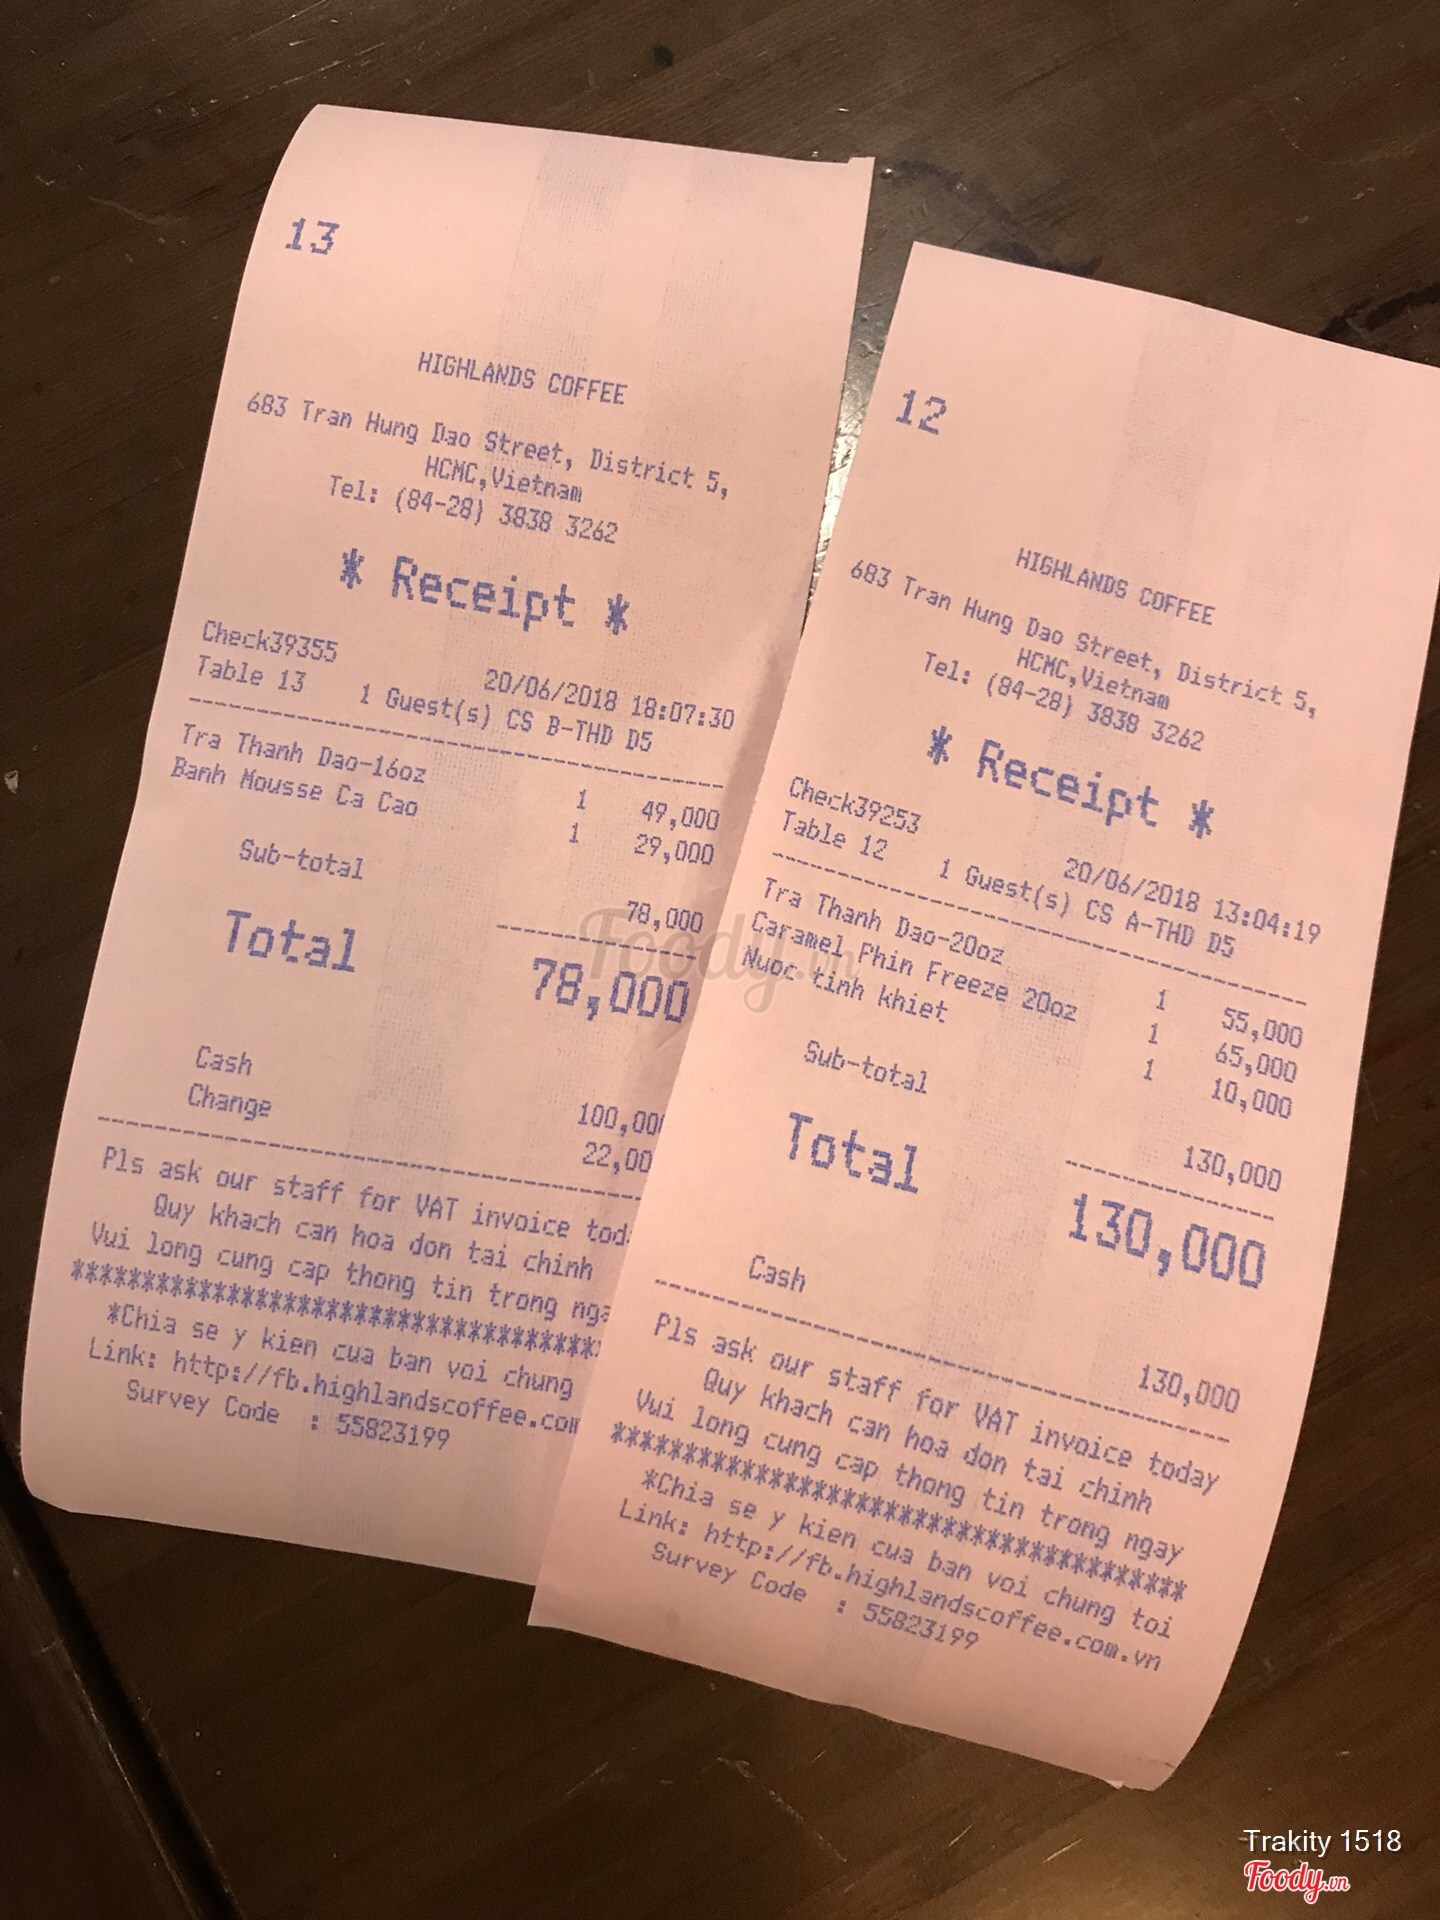 13
HIGHLANDS COFFEE
683 Tran Hung Dao Street, District 5,
HCMC,Vietnam
Tel: (84-28) 3838 3262
* Receipt *
Check39355
20/06/2018 18:07:30
Table 13 1 Guest(s) CS B-THD D5
Tra Thanh Dao-16oz 1 49,000
Banh Mousse Ca Cao 1 29,000
Sub-total 78,000
Total 78,000
Cash 100,00
Change 22,00
Pls ask our staff for VAT invoice
Quy khach can hoa don tai chinh
Vui long cung cap thong tin trong
****************************************
*Chia se y kien cua ban voi chung
Link: http://fb.highlandscoffee.com
Survey Code : 55823199
12
HIGHLANDS COFFEE
683 Tran Hung Dao Street, District 5,
HCMC,Vietnam
Tel: (84-28) 3838 3262
* Receipt *
Check39253
20/06/2018 13:04:19
Table 12 1 Guest(s) CS A-THD D5
Tra Thanh Dao-20oz 1 55,000
Caramel Phin Freeze 20oz 1 65,000
Nuoc tinh khiet 1 10,000
Sub-total 130,000
Total 130,000
Cash 130,000
Pls ask our staff for VAT invoice today
Quy khach can hoa don tai chinh
Vui long cung cap thong tin trong ngay
****************************************
*Chia se y kien cua ban voi chung toi
Link: http://fb.highlandscoffee.com.vn
Survey Code : 55823199
Foody.vn
Trakity 1518
Foody.vn